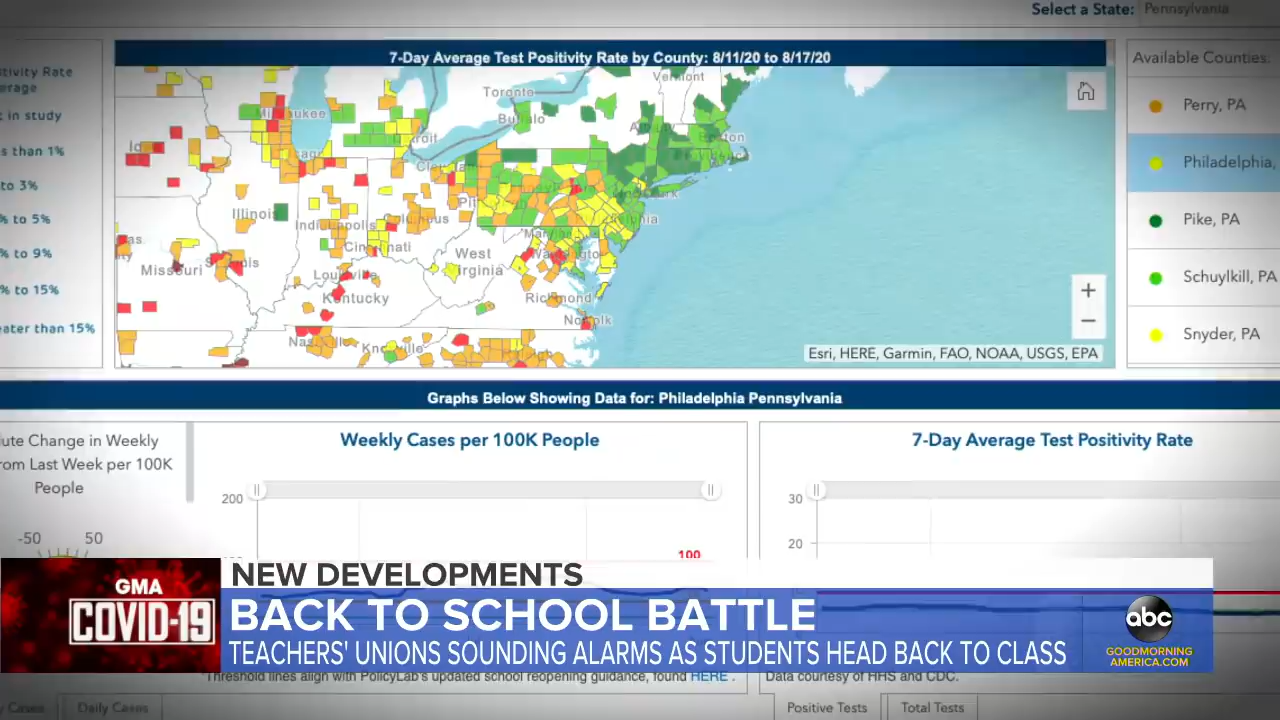 Select a State: Pennsylvania
7-Day Average Test Positivity Rate by County: 8/11/20 to 8/17/20
Available Counties:
Perry, PA
Philadelphia,
Pike, PA
Schuylkill, PA
Snyder, PA
tivity Rate
erage
t in study
s than 1%
to 3%
% to 5%
% to 9%
% to 15%
eater than 15%
Vermont
Toronto
Buffalo
Illinois
Indianapolis
Columbus
Cincinnati
West
Virginia
Missouri
Louisville
Kentucky
Richmond
Norfolk
Nashville
Knoxville
Esri, HERE, Garmin, FAO, NOAA, USGS, EPA
Graphs Below Showing Data for: Philadelphia Pennsylvania
ute Change in Weekly
rom Last Week per 100K
People
-50 50
Weekly Cases per 100K People
200
100
7-Day Average Test Positivity Rate
30
20
GMA
COVID-19
NEW DEVELOPMENTS
BACK TO SCHOOL BATTLE
TEACHERS' UNIONS SOUNDING ALARMS AS STUDENTS HEAD BACK TO CLASS
abc
GOODMORNING
AMERICA.COM
*Threshold lines align with PolicyLab's updated school reopening guidance, found HERE .
Data courtesy of HHS and CDC.
y Cases Daily Cases
Positive Tests Total Tests